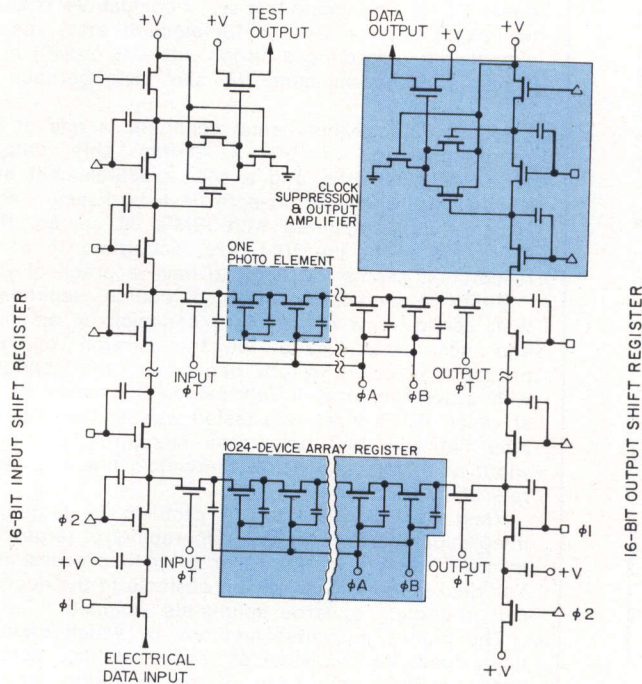 +V
TEST
OUTPUT
+V
DATA
OUTPUT
+V
+V
CLOCK
SUPPRESSION
& OUTPUT
AMPLIFIER
ONE
PHOTO ELEMENT
INPUT
φT
φA
φB
OUTPUT
φT
16-BIT INPUT SHIFT REGISTER
16-BIT OUTPUT SHIFT REGISTER
1024-DEVICE ARRAY REGISTER
φ2
φ1
+V
INPUT
φT
φA
φB
OUTPUT
φT
+V
φ1
φ2
ELECTRICAL
DATA INPUT
+V